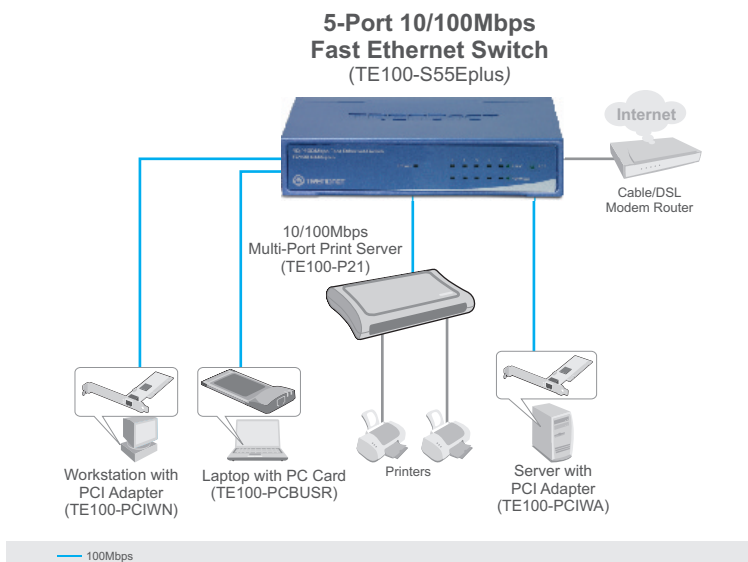 5-Port 10/100Mbps
Fast Ethernet Switch
(TE100-S55Eplus)
Internet
TRENDNET
Cable/DSL
Modem Router
10/100Mbps
Multi-Port Print Server
(TE100-P21)
Workstation with
PCI Adapter
(TE100-PCIWN)
Laptop with PC Card
(TE100-PCBUSR)
Printers
Server with
PCI Adapter
(TE100-PCIWA)
100Mbps